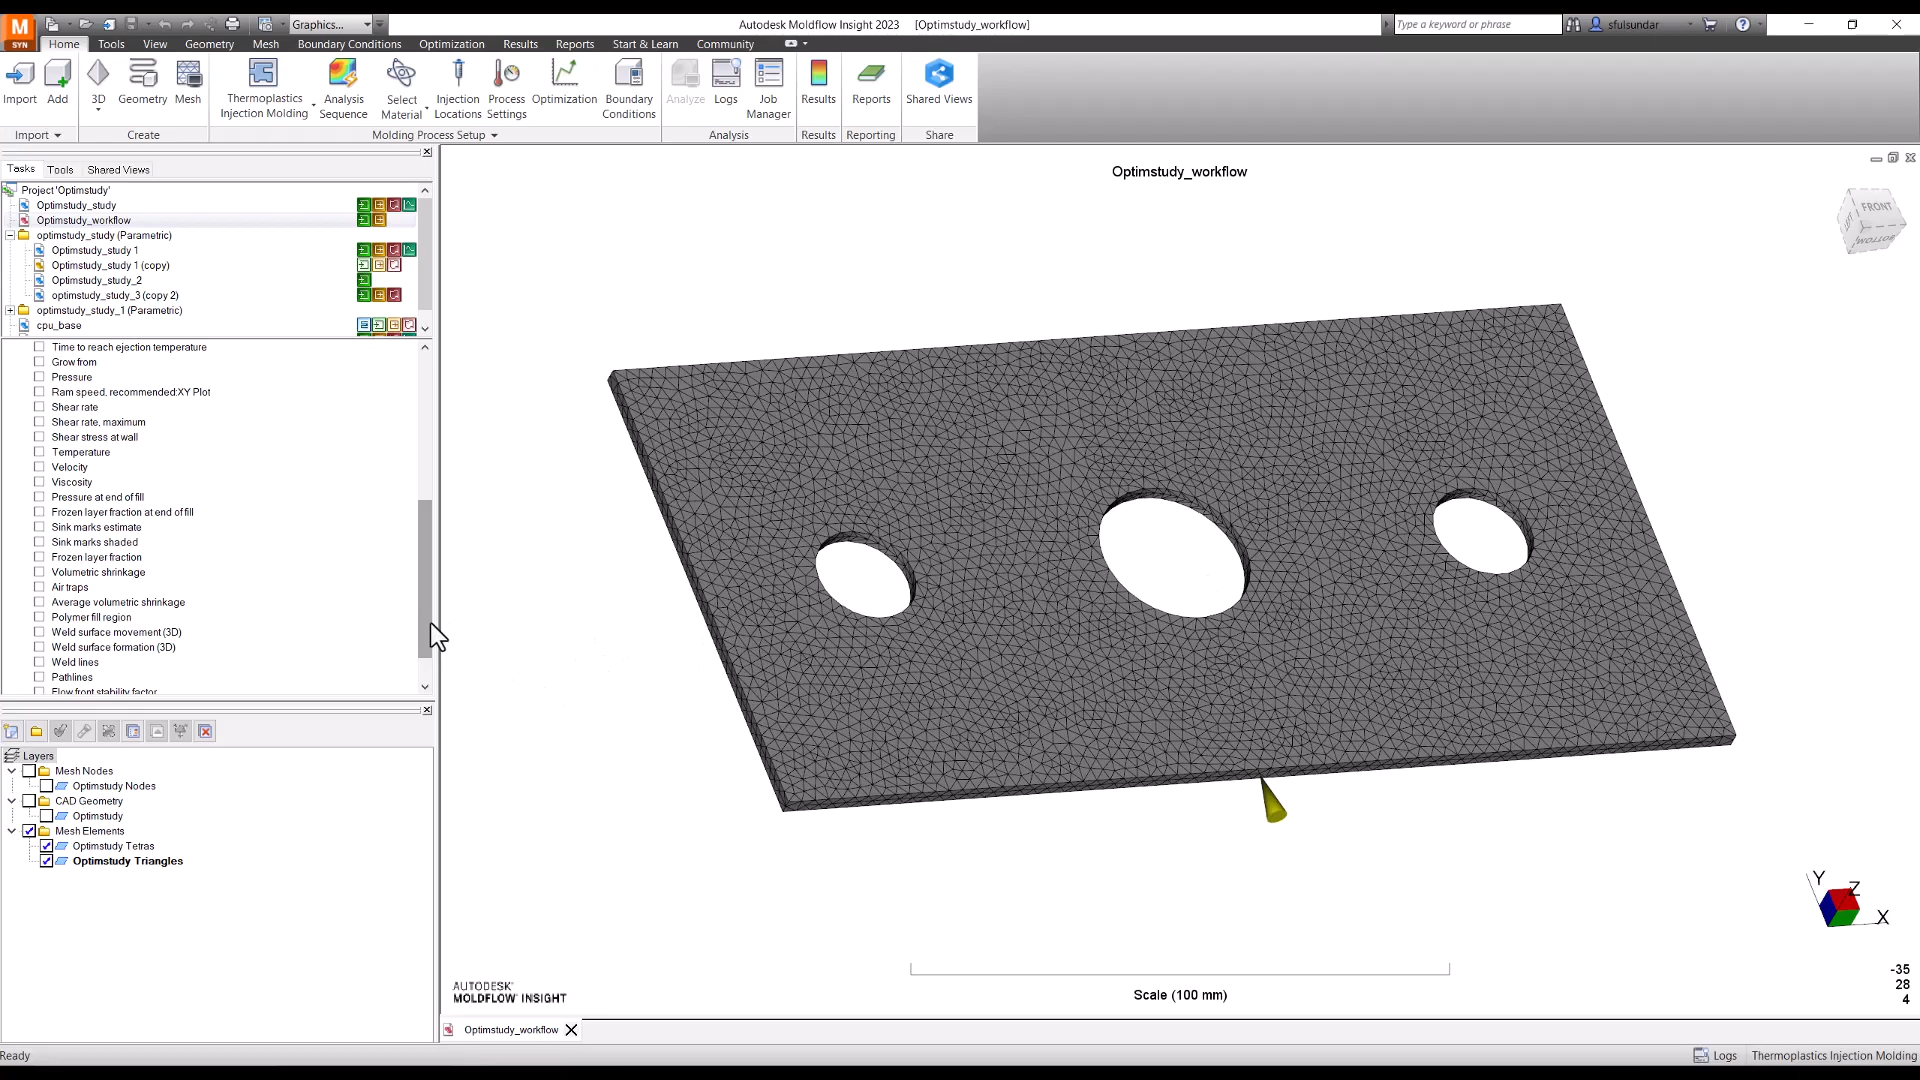 M
SYN
Graphics...
Autodesk Moldflow Insight 2023 [Optimstudy_workflow]
Type a keyword or phrase
sfulsundar
Home Tools View Geometry Mesh Boundary Conditions Optimization Results Reports Start & Learn Community
Import Add 3D Geometry Mesh Thermoplastics Injection Molding Analysis Sequence Select Material Injection Locations Process Settings Optimization Boundary Conditions Analyze Logs Job Manager Results Reports Shared Views
Import Create Molding Process Setup Analysis Results Reporting Share
Tasks Tools Shared Views
Project 'Optimstudy'
Optimstudy_study
Optimstudy_workflow
optimstudy_study (Parametric)
Optimstudy_study 1
Optimstudy_study 1 (copy)
Optimstudy_study_2
optimstudy_study_3 (copy 2)
optimstudy_study_1 (Parametric)
cpu_base
Time to reach ejection temperature
Grow from
Pressure
Ram speed, recommended:XY Plot
Shear rate
Shear rate, maximum
Shear stress at wall
Temperature
Velocity
Viscosity
Pressure at end of fill
Frozen layer fraction at end of fill
Sink marks estimate
Sink marks shaded
Frozen layer fraction
Volumetric shrinkage
Air traps
Average volumetric shrinkage
Polymer fill region
Weld surface movement (3D)
Weld surface formation (3D)
Weld lines
Pathlines
Flow front stability factor
Layers
Mesh Nodes
Optimstudy Nodes
CAD Geometry
Optimstudy
Mesh Elements
Optimstudy Tetras
Optimstudy Triangles
Optimstudy_workflow
FRONT
BOTTOM
Y
Z
X
-35
28
4
Scale (100 mm)
AUTODESK
MOLDFLOW INSIGHT
Optimstudy_workflow
Ready
Logs
Thermoplastics Injection Molding